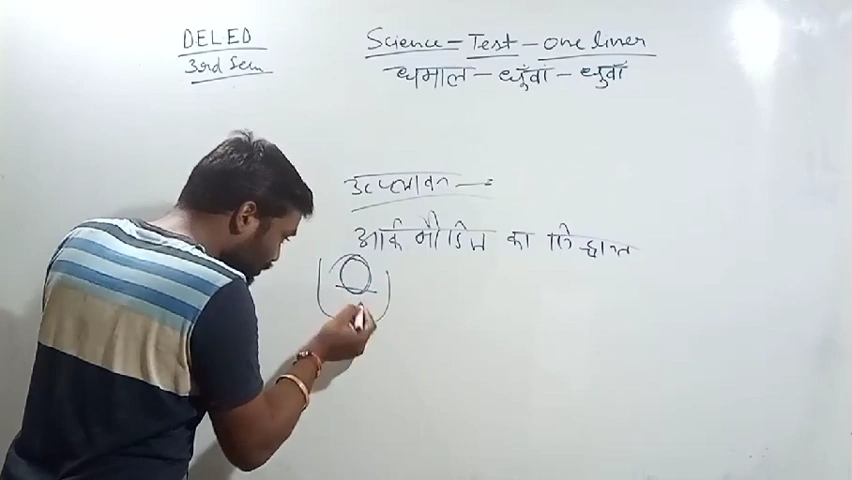 DELED
3rd Sem
Science - Test - one liner
धमाल - धुँवां - धुवाँ
उत्प्लावन
आर्कमीडिज का सिद्धान्त